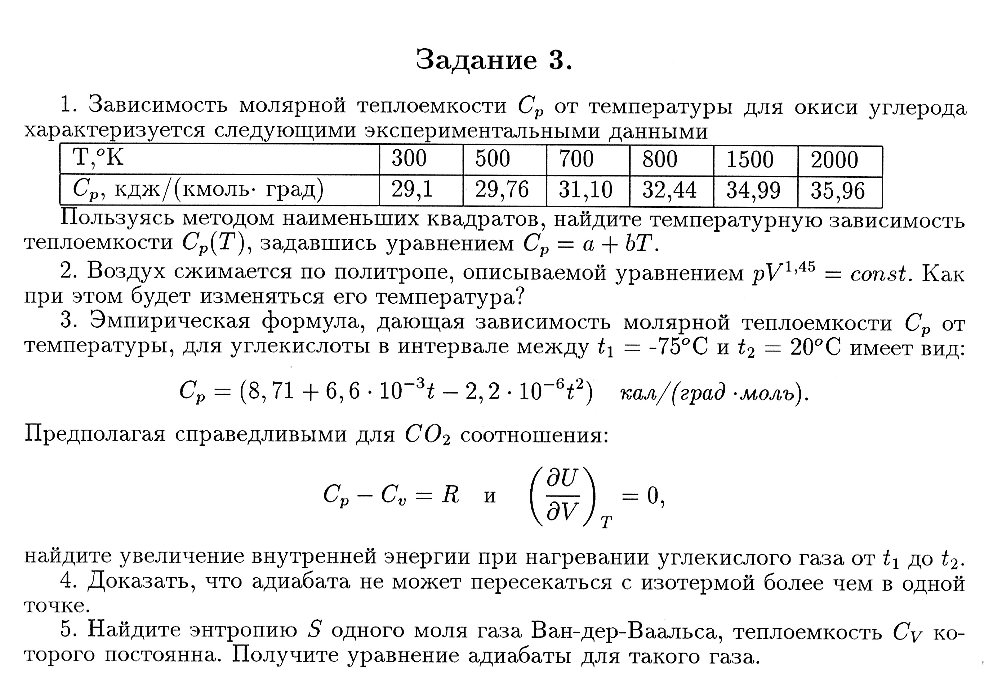 Задание 3.
1. Зависимость молярной теплоемкости C_p от температуры для окиси углерода
характеризуется следующими экспериментальными данными
T,°K 300 500 700 800 1500 2000
C_p, кдж/(кмоль· град) 29,1 29,76 31,10 32,44 34,99 35,96
Пользуясь методом наименьших квадратов, найдите температурную зависимость
теплоемкости C_p(T), задавшись уравнением C_p = a + bT.
2. Воздух сжимается по политропе, описываемой уравнением pV^{1,45} = const. Как
при этом будет изменяться его температура?
3. Эмпирическая формула, дающая зависимость молярной теплоемкости C_p от
температуры, для углекислоты в интервале между t_1 = -75°C и t_2 = 20°C имеет вид:
C_p = (8,71 + 6,6 · 10^{-3}t − 2,2 · 10^{-6}t^2) кал/(град ·моль).
Предполагая справедливыми для CO_2 соотношения:
C_p − C_v = R и (∂U/∂V)_T = 0,
найдите увеличение внутренней энергии при нагревании углекислого газа от t_1 до t_2.
4. Доказать, что адиабата не может пересекаться с изотермой более чем в одной
точке.
5. Найдите энтропию S одного моля газа Ван-дер-Ваальса, теплоемкость C_V ко-
торого постоянна. Получите уравнение адиабаты для такого газа.